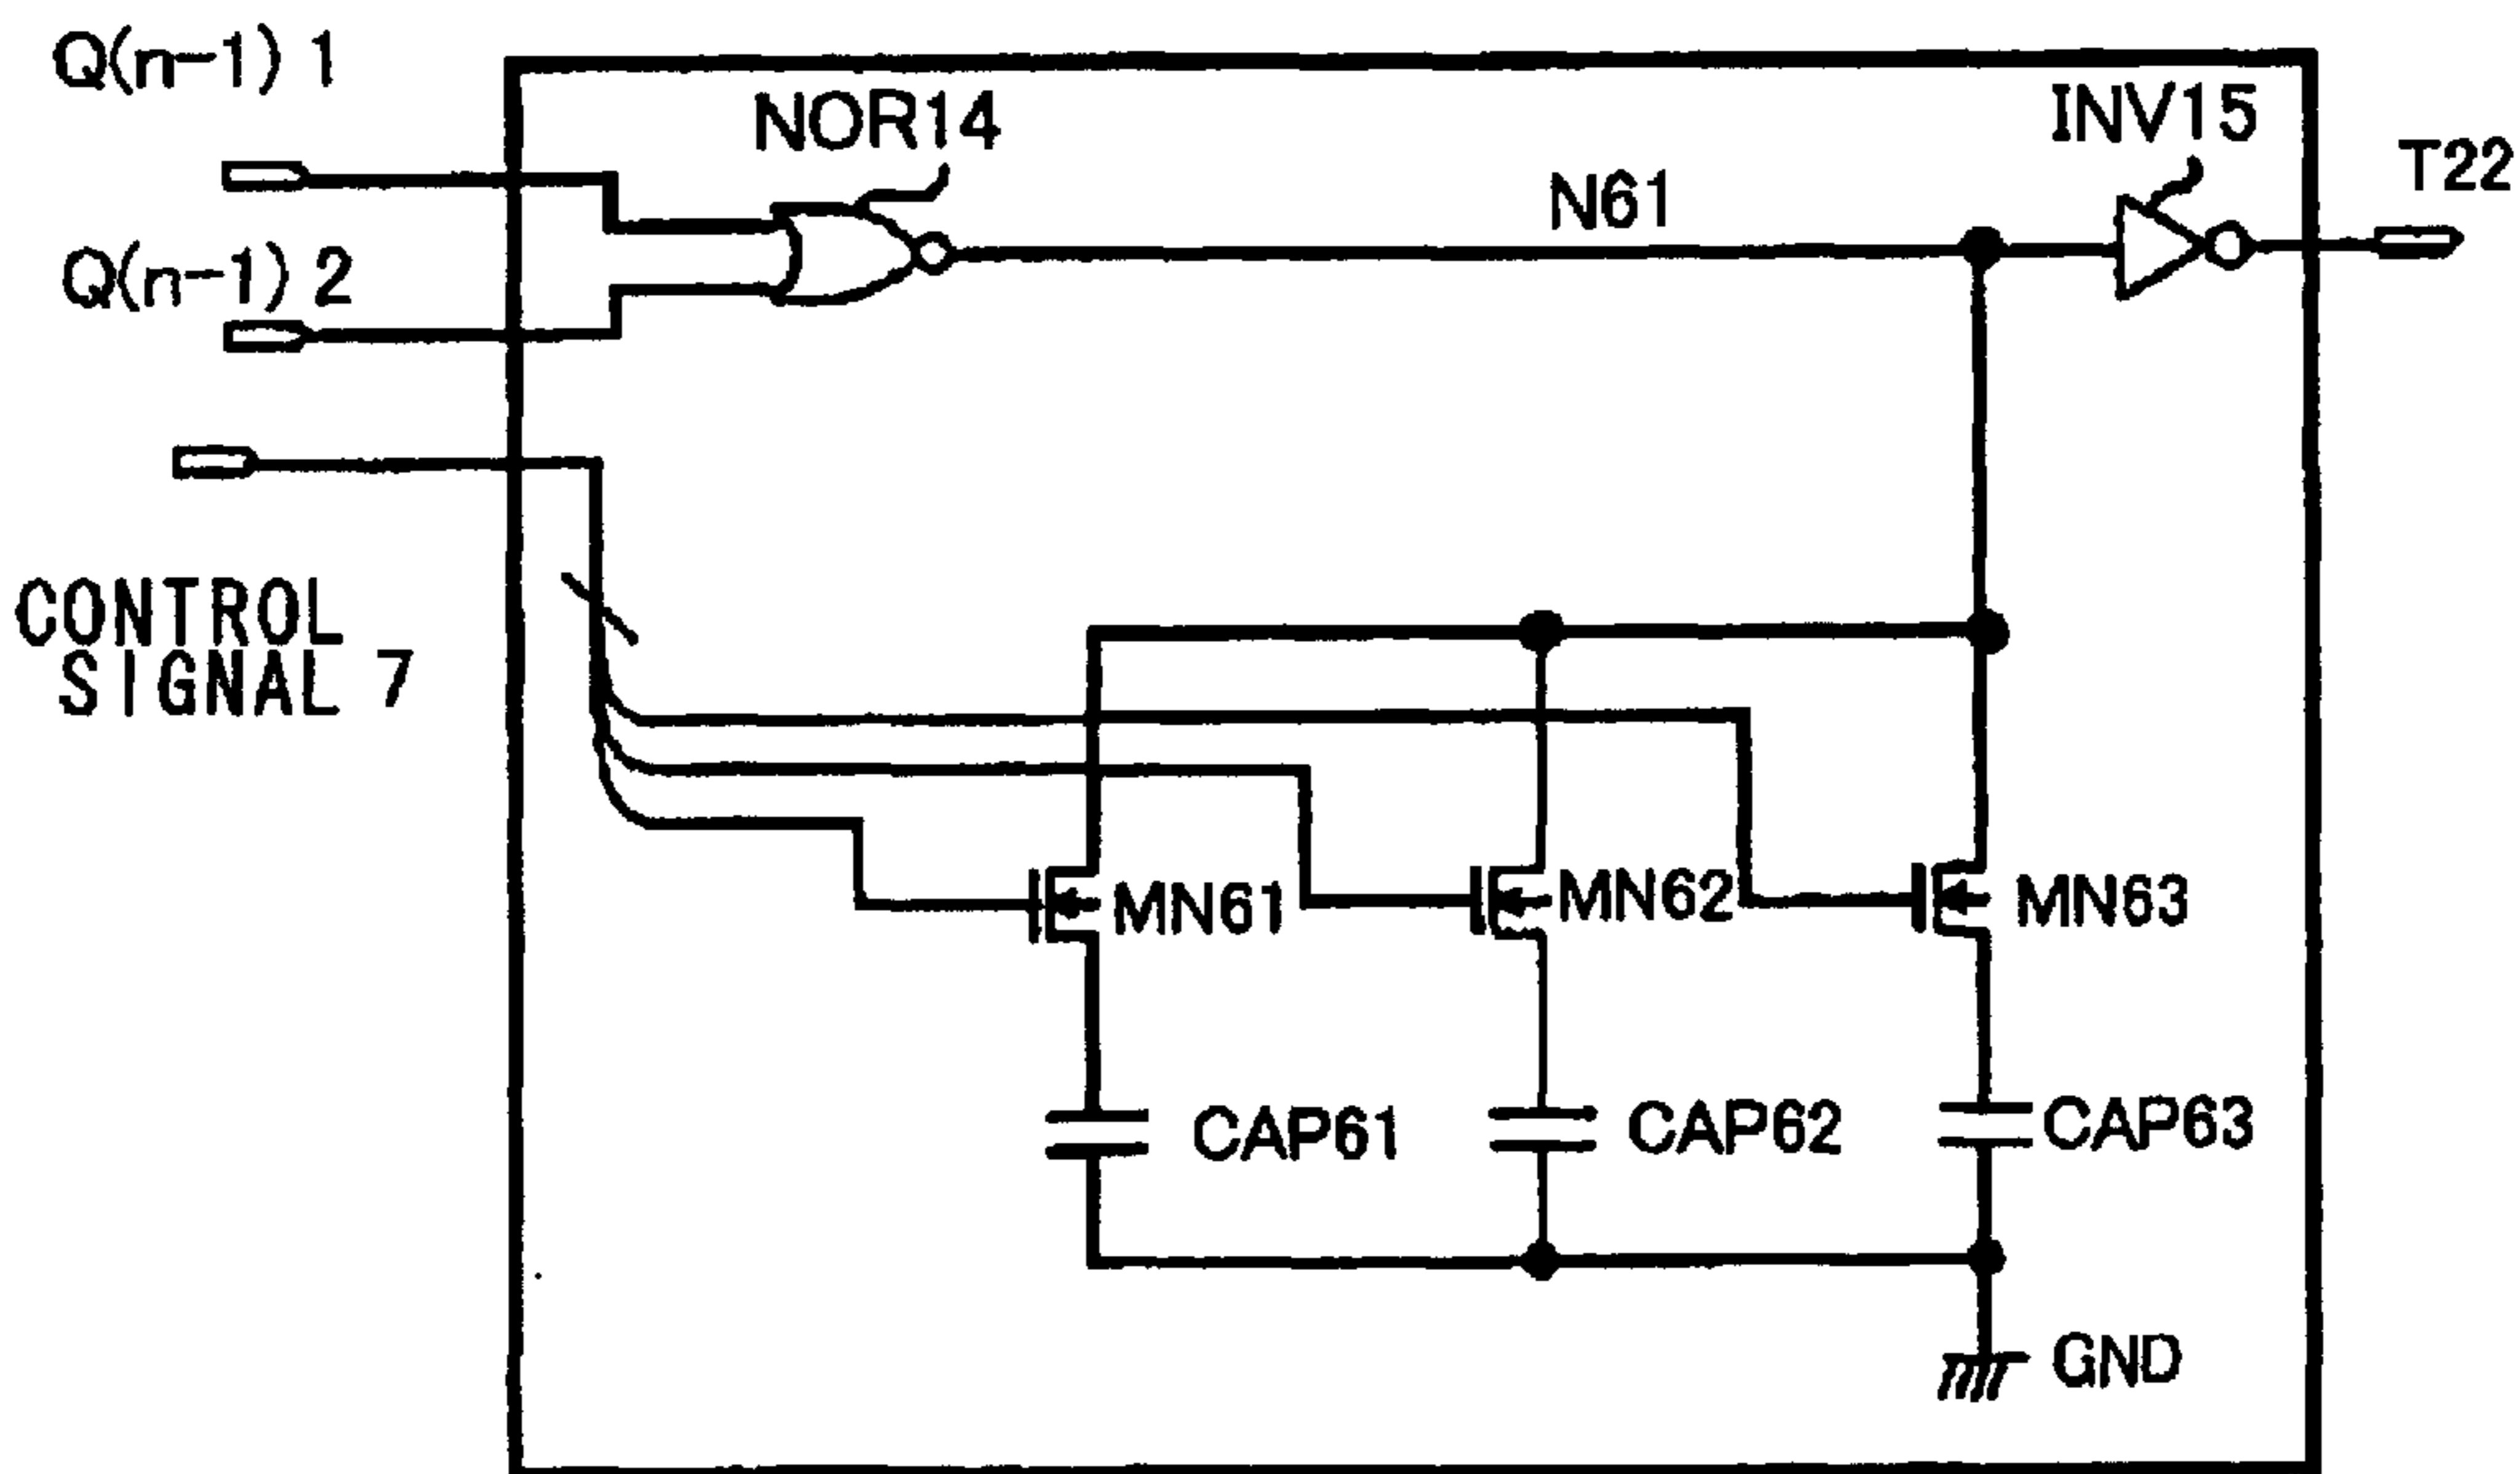 Q(n-1) 1
NOR14
INV15
T22
N61
Q(n-1) 2
CONTROL
SIGNAL 7
MN61
MN62
MN63
CAP61
CAP62
CAP63
GND